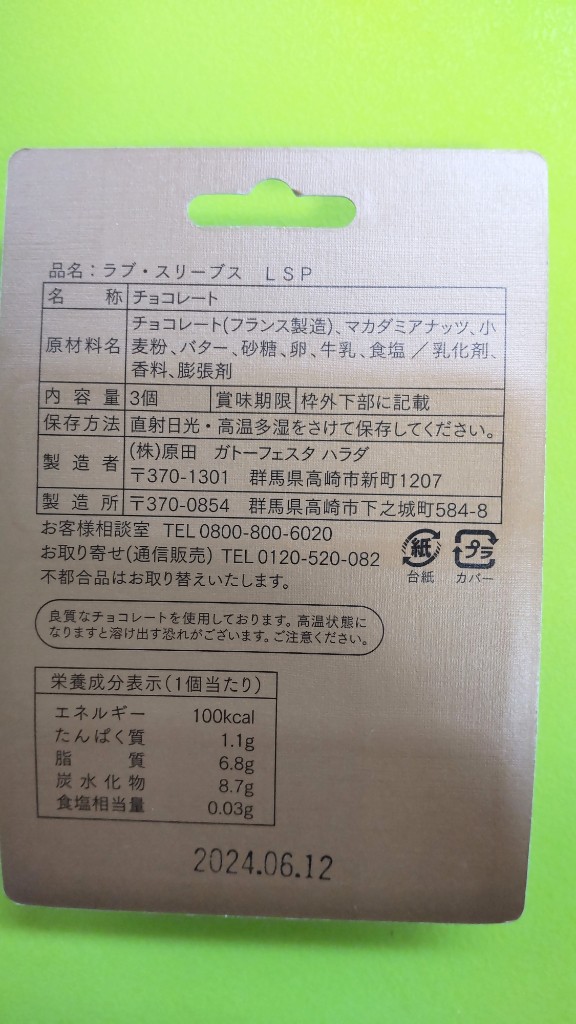 品名：ラブ・スリーブス　LSP
名称 チョコレート
原材料名 チョコレート(フランス製造)、マカダミアナッツ、小
麦粉、バター、砂糖、卵、牛乳、食塩／乳化剤、
香料、膨張剤
内容量 3個 賞味期限 枠外下部に記載
保存方法 直射日光・高温多湿をさけて保存してください。
製造者 (株)原田　ガトーフェスタ ハラダ
〒370-1301　群馬県高崎市新町1207
製造所 〒370-0854　群馬県高崎市下之城町584-8
お客様相談室　TEL 0800-800-6020
お取り寄せ(通信販売)　TEL 0120-520-082
不都合品はお取り替えいたします。
紙 プラ
台紙 カバー
良質なチョコレートを使用しております。高温状態に
なりますと溶け出す恐れがございます。ご注意ください。
栄養成分表示(1個当たり)
エネルギー 100kcal
たんぱく質 1.1g
脂質 6.8g
炭水化物 8.7g
食塩相当量 0.03g
2024.06.12